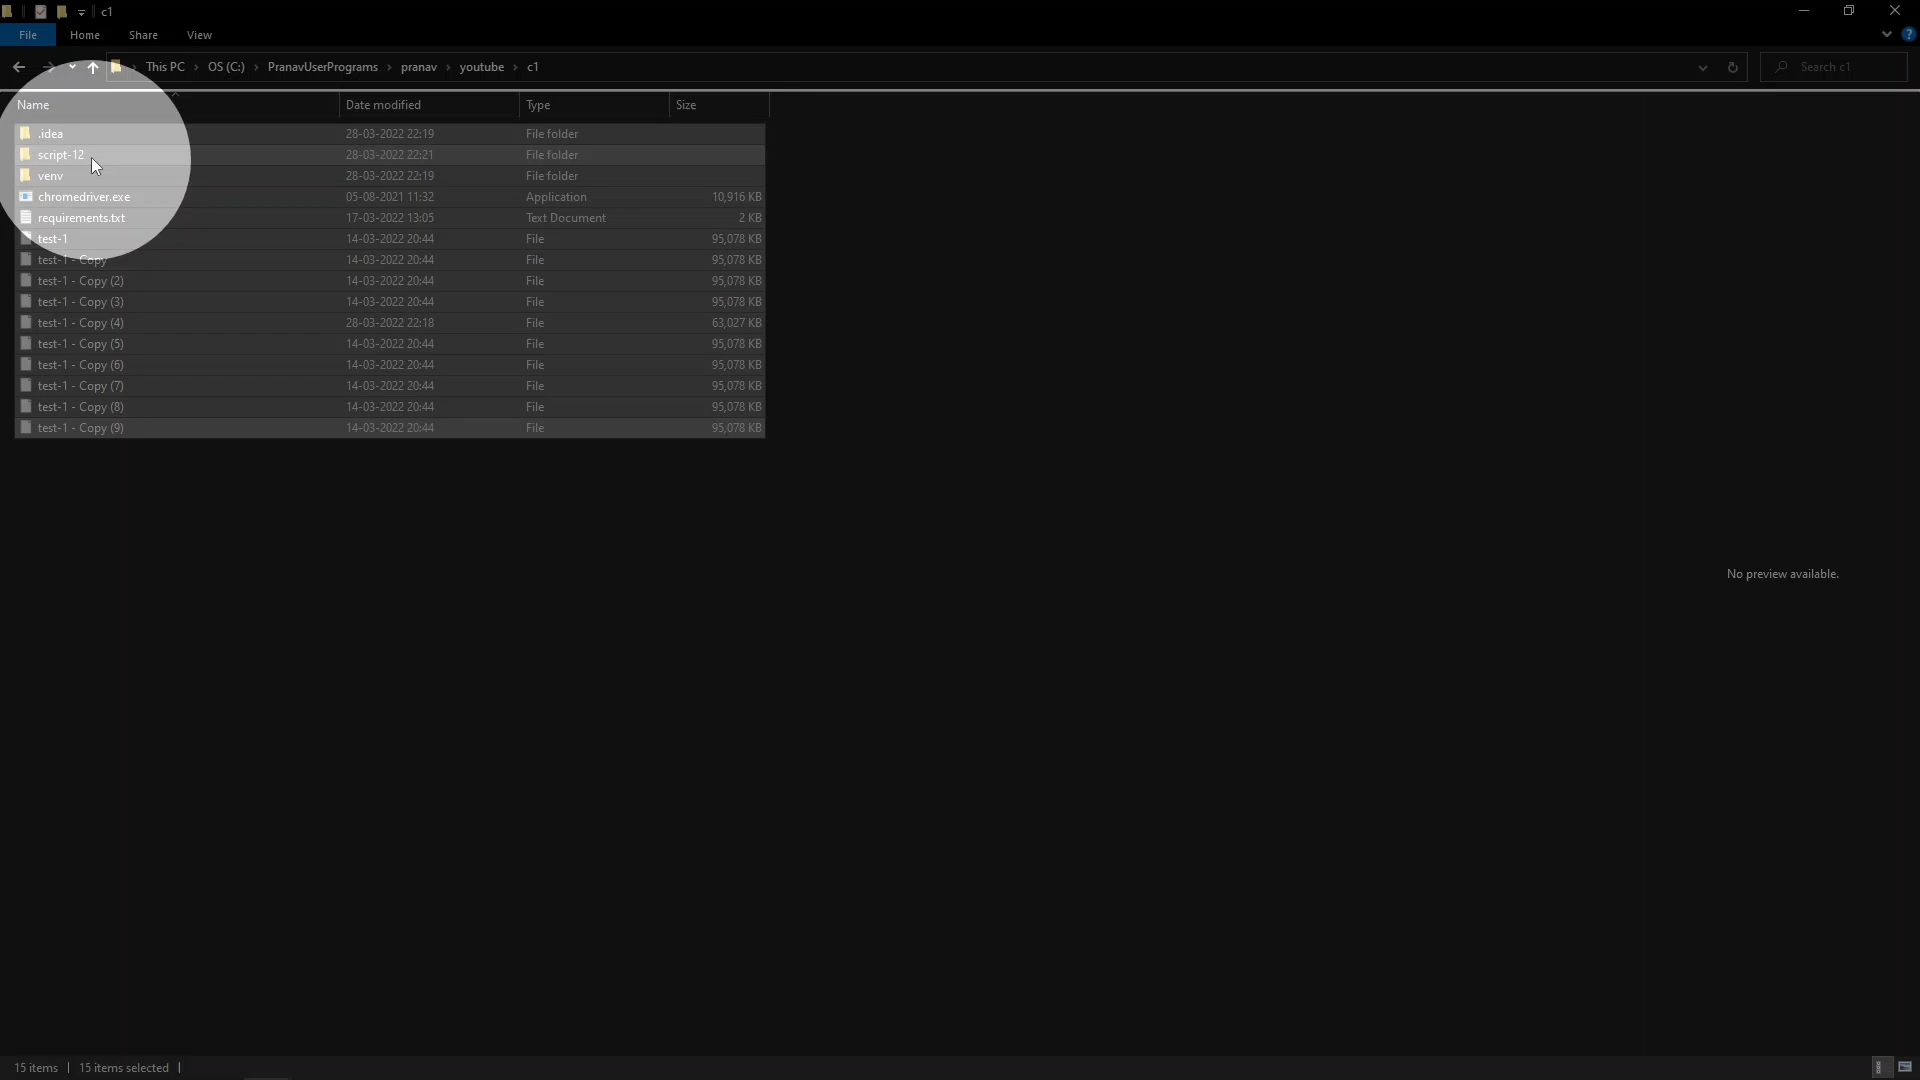 c1
File Home Share View
This PC > OS (C:) > PranavUserPrograms > pranav > youtube > c1 Search c1
Name Date modified Type Size
.idea 28-03-2022 22:19 File folder
script-12 28-03-2022 22:21 File folder
venv 28-03-2022 22:19 File folder
chromedriver.exe 05-08-2021 11:32 Application 10,916 KB
requirements.txt 17-03-2022 13:05 Text Document 2 KB
test-1 14-03-2022 20:44 File 95,078 KB
test-1 - Copy 14-03-2022 20:44 File 95,078 KB
test-1 - Copy (2) 14-03-2022 20:44 File 95,078 KB
test-1 - Copy (3) 14-03-2022 20:44 File 95,078 KB
test-1 - Copy (4) 28-03-2022 22:18 File 63,027 KB
test-1 - Copy (5) 14-03-2022 20:44 File 95,078 KB
test-1 - Copy (6) 14-03-2022 20:44 File 95,078 KB
test-1 - Copy (7) 14-03-2022 20:44 File 95,078 KB
test-1 - Copy (8) 14-03-2022 20:44 File 95,078 KB
test-1 - Copy (9) 14-03-2022 20:44 File 95,078 KB
No preview available.
15 items | 15 items selected |